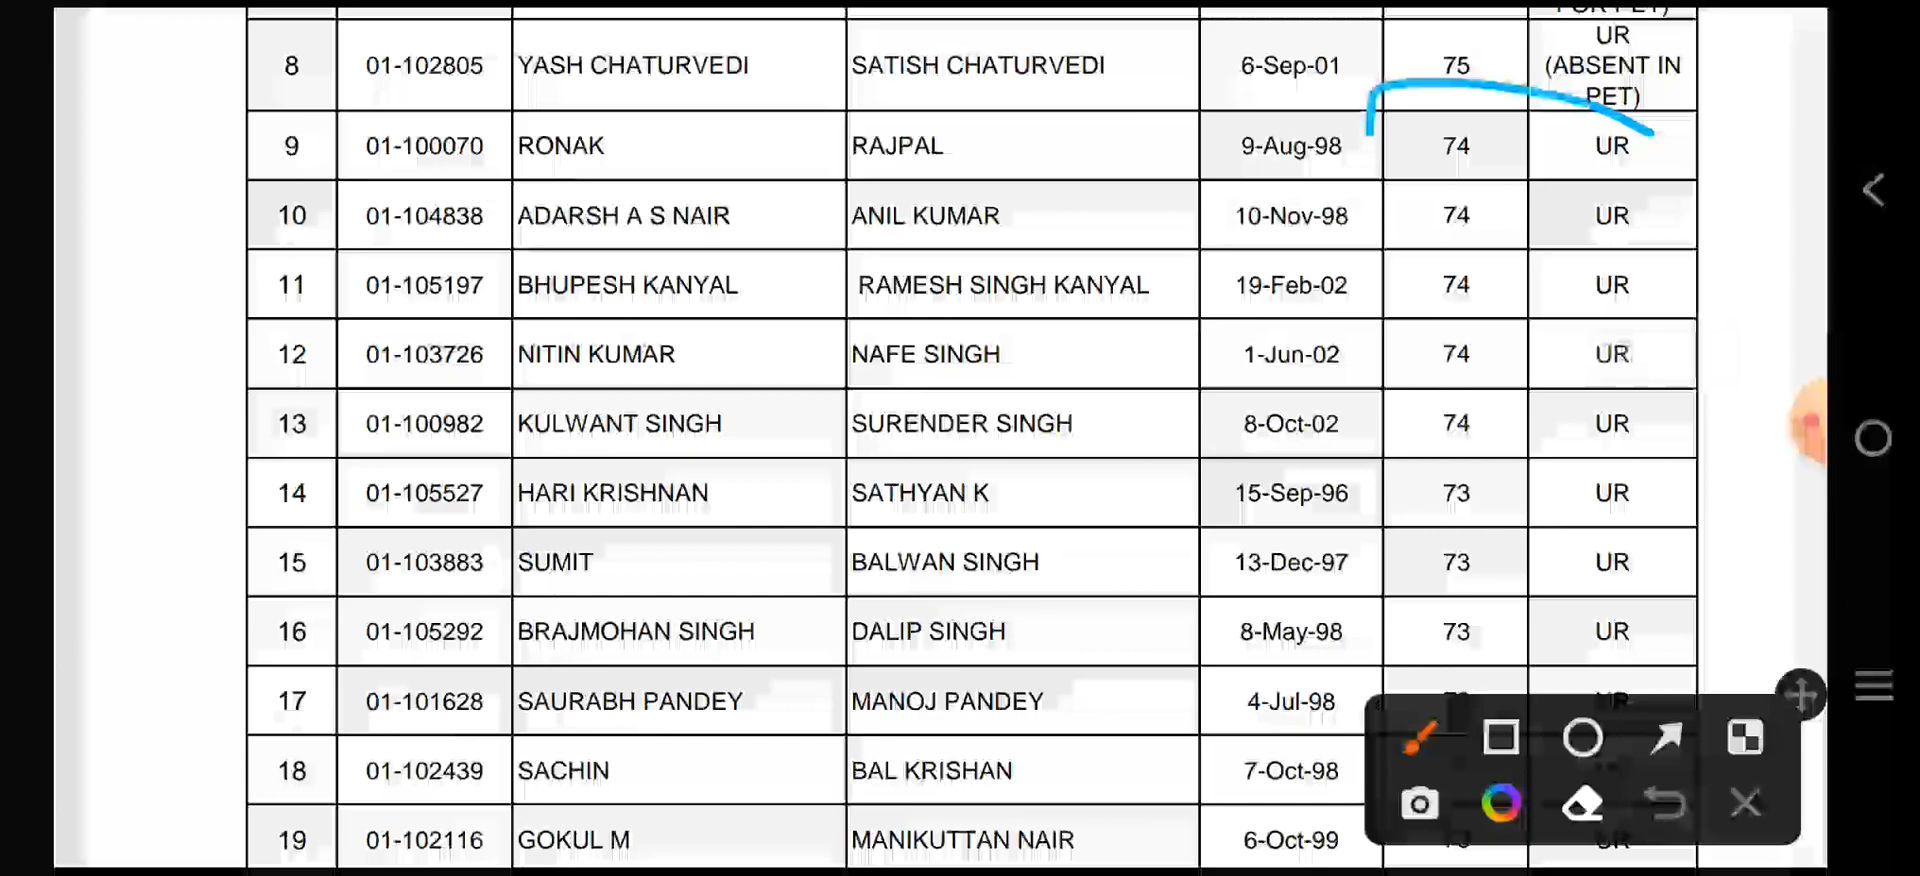 UR
8 01-102805 YASH CHATURVEDI SATISH CHATURVEDI 6-Sep-01 75 (ABSENT IN
PET)
9 01-100070 RONAK RAJPAL 9-Aug-98 74 UR
10 01-104838 ADARSH A S NAIR ANIL KUMAR 10-Nov-98 74 UR
11 01-105197 BHUPESH KANYAL RAMESH SINGH KANYAL 19-Feb-02 74 UR
12 01-103726 NITIN KUMAR NAFE SINGH 1-Jun-02 74 UR
13 01-100982 KULWANT SINGH SURENDER SINGH 8-Oct-02 74 UR
14 01-105527 HARI KRISHNAN SATHYAN K 15-Sep-96 73 UR
15 01-103883 SUMIT BALWAN SINGH 13-Dec-97 73 UR
16 01-105292 BRAJMOHAN SINGH DALIP SINGH 8-May-98 73 UR
17 01-101628 SAURABH PANDEY MANOJ PANDEY 4-Jul-98
18 01-102439 SACHIN BAL KRISHAN 7-Oct-98
19 01-102116 GOKUL M MANIKUTTAN NAIR 6-Oct-99